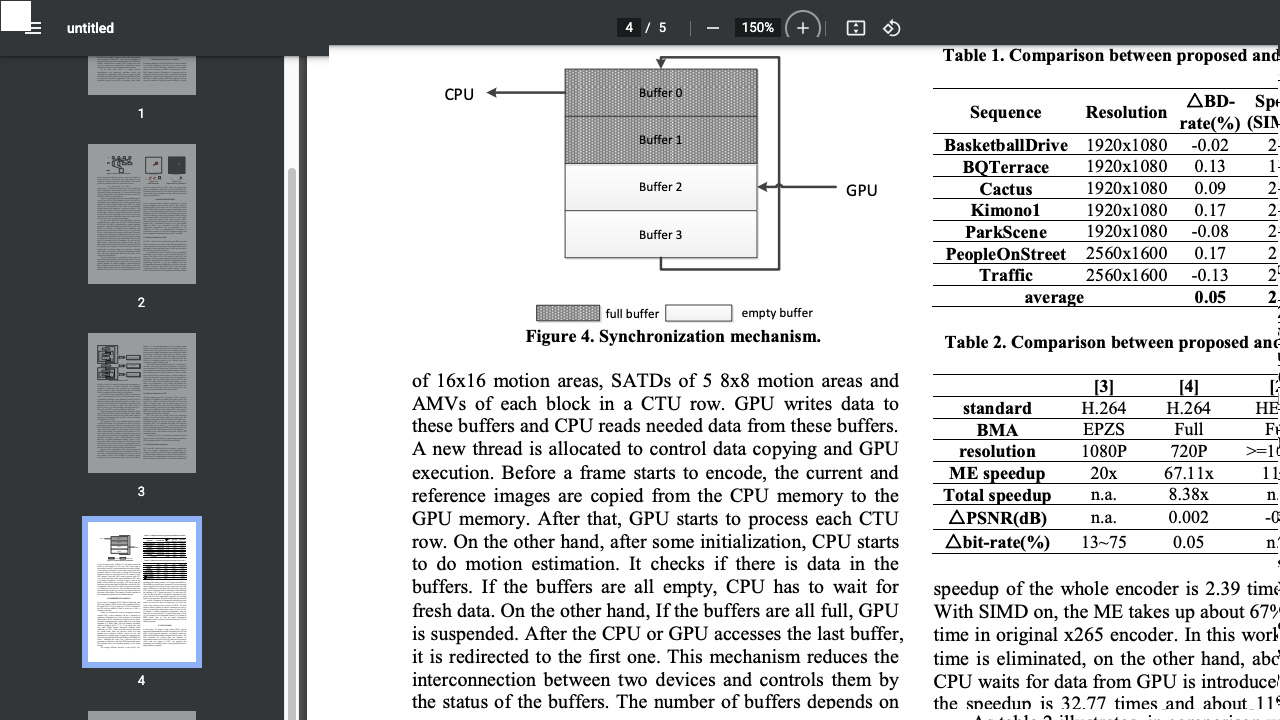 untitled
4 / 5
150%
1
2
3
4
CPU
Buffer 0
Buffer 1
Buffer 2
Buffer 3
GPU
full buffer
empty buffer
Figure 4. Synchronization mechanism.
of 16x16 motion areas, SATDs of 5 8x8 motion areas and
AMVs of each block in a CTU row. GPU writes data to
these buffers and CPU reads needed data from these buffers.
A new thread is allocated to control data copying and GPU
execution. Before a frame starts to encode, the current and
reference images are copied from the CPU memory to the
GPU memory. After that, GPU starts to process each CTU
row. On the other hand, after some initialization, CPU starts
to do motion estimation. It checks if there is data in the
buffers. If the buffers are all empty, CPU has to wait for
fresh data. On the other hand, If the buffers are all full, GPU
is suspended. After the CPU or GPU accesses the last buffer,
it is redirected to the first one. This mechanism reduces the
interconnection between two devices and controls them by
the status of the buffers. The number of buffers depends on
Table 1. Comparison between proposed and
Sequence Resolution △BD-rate(%) (SIM
BasketballDrive 1920x1080 -0.02 2
BQTerrace 1920x1080 0.13 1
Cactus 1920x1080 0.09 2
Kimono1 1920x1080 0.17 2
ParkScene 1920x1080 -0.08 2
PeopleOnStreet 2560x1600 0.17 2
Traffic 2560x1600 -0.13 2
average 0.05 2
Table 2. Comparison between proposed and
[3] [4]
standard H.264 H.264 HE
BMA EPZS Full
resolution 1080P 720P >=1
ME speedup 20x 67.11x 11
Total speedup n.a. 8.38x n
△PSNR(dB) n.a. 0.002 -0
△bit-rate(%) 13~75 0.05 n
speedup of the whole encoder is 2.39 time
With SIMD on, the ME takes up about 67%
time in original x265 encoder. In this work
time is eliminated, on the other hand, abo
CPU waits for data from GPU is introduce
the speedup is 32.77 times and about 11